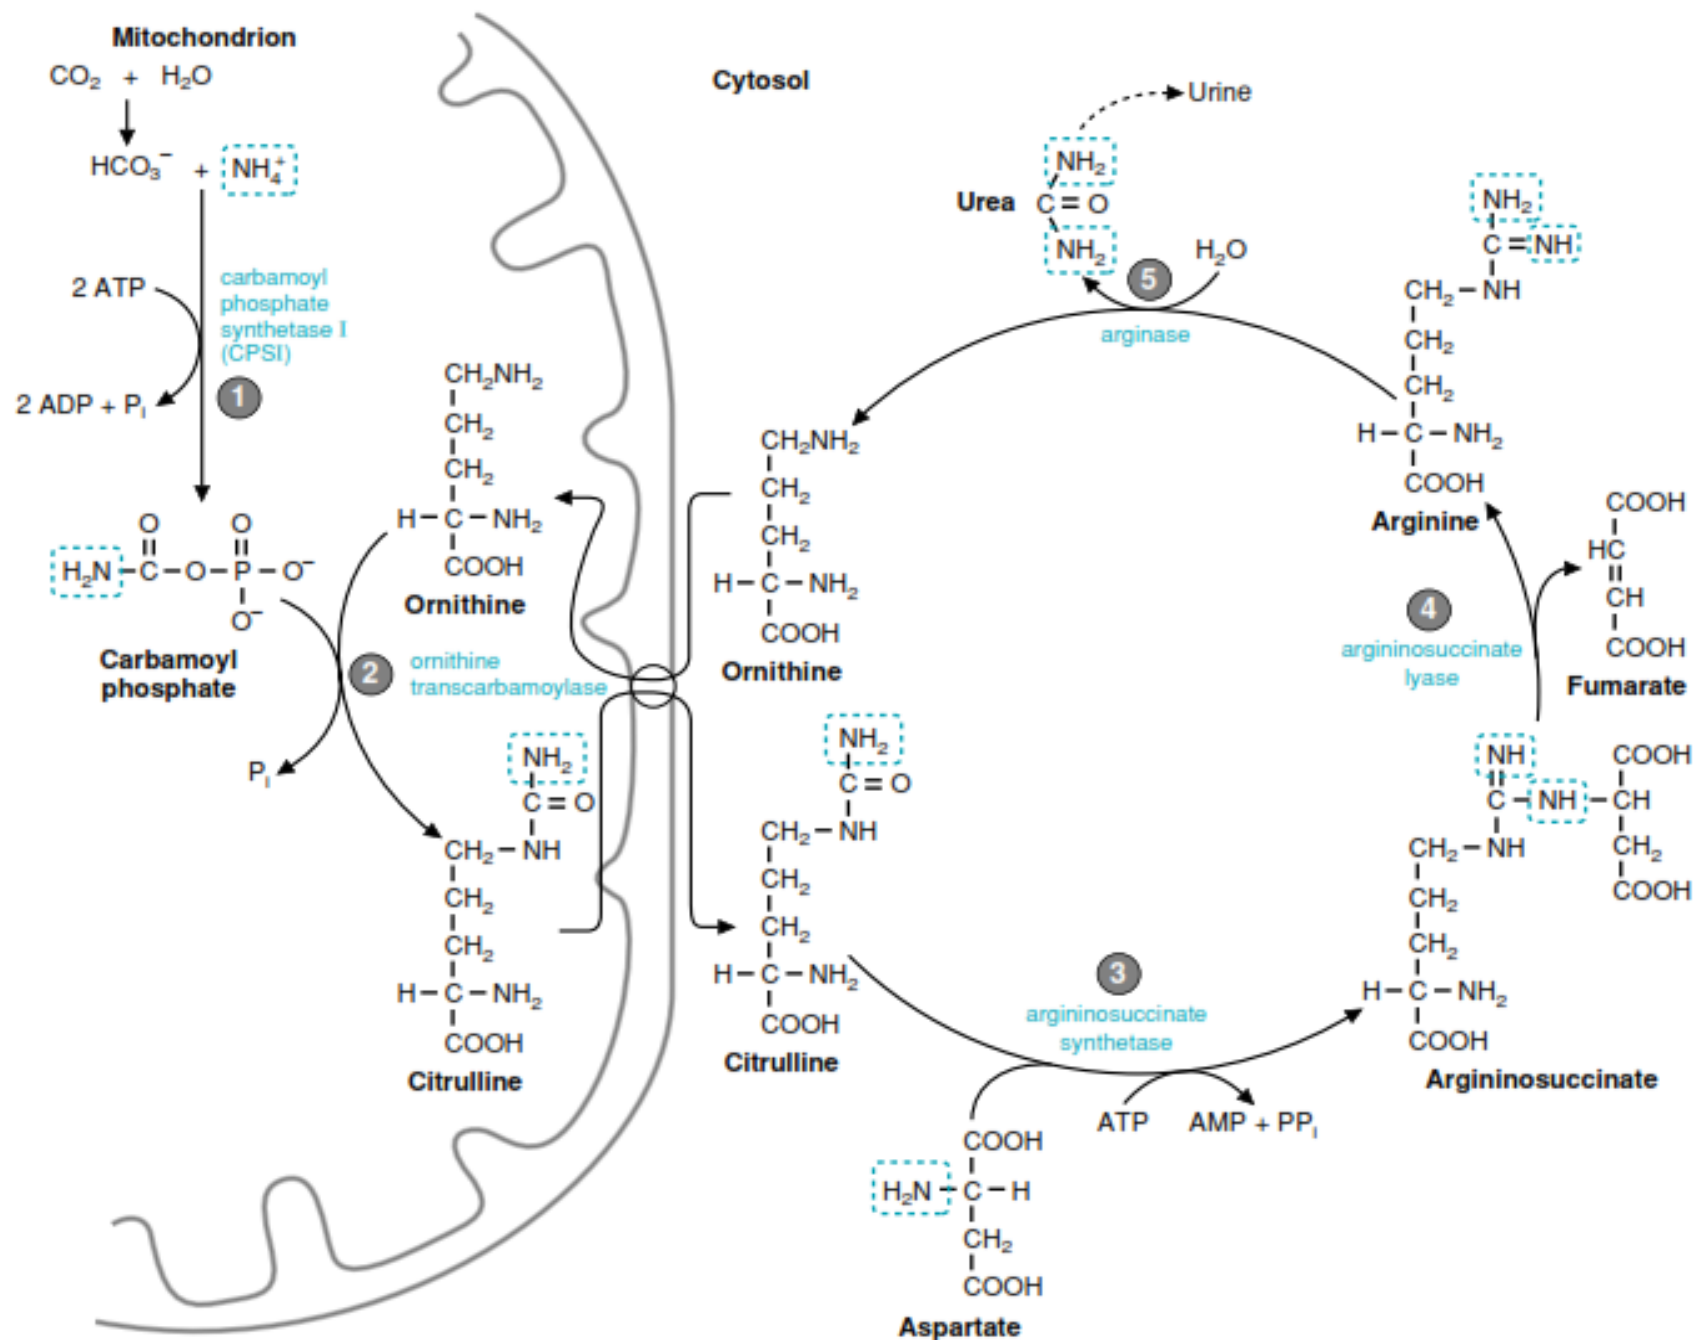 Mitochondrion
CO₂ + H₂O
HCO₃⁻ + NH₄⁺
2 ATP
carbamoyl
phosphate
synthetase I
(CPSI)
1
2 ADP + Pᵢ
O O
H₂N–C–O–P–O⁻
O⁻
Carbamoyl
phosphate
CH₂NH₂
CH₂
CH₂
H–C–NH₂
COOH
Ornithine
2
ornithine
transcarbamoylase
Pᵢ
NH₂
C=O
CH₂–NH
CH₂
CH₂
H–C–NH₂
COOH
Citrulline
Cytosol
CH₂NH₂
CH₂
CH₂
H–C–NH₂
COOH
Ornithine
NH₂
C=O
CH₂–NH
CH₂
CH₂
H–C–NH₂
COOH
Citrulline
3
argininosuccinate
synthetase
ATP
AMP + PPᵢ
COOH
H₂N–C–H
CH₂
COOH
Aspartate
NH COOH
C–NH–CH
CH₂–NH CH₂
CH₂ COOH
CH₂
H–C–NH₂
COOH
Argininosuccinate
4
argininosuccinate
lyase
COOH
HC
CH
COOH
Fumarate
NH₂
C=NH
CH₂–NH
CH₂
CH₂
H–C–NH₂
COOH
Arginine
5
H₂O
arginase
Urine
NH₂
Urea C=O
NH₂